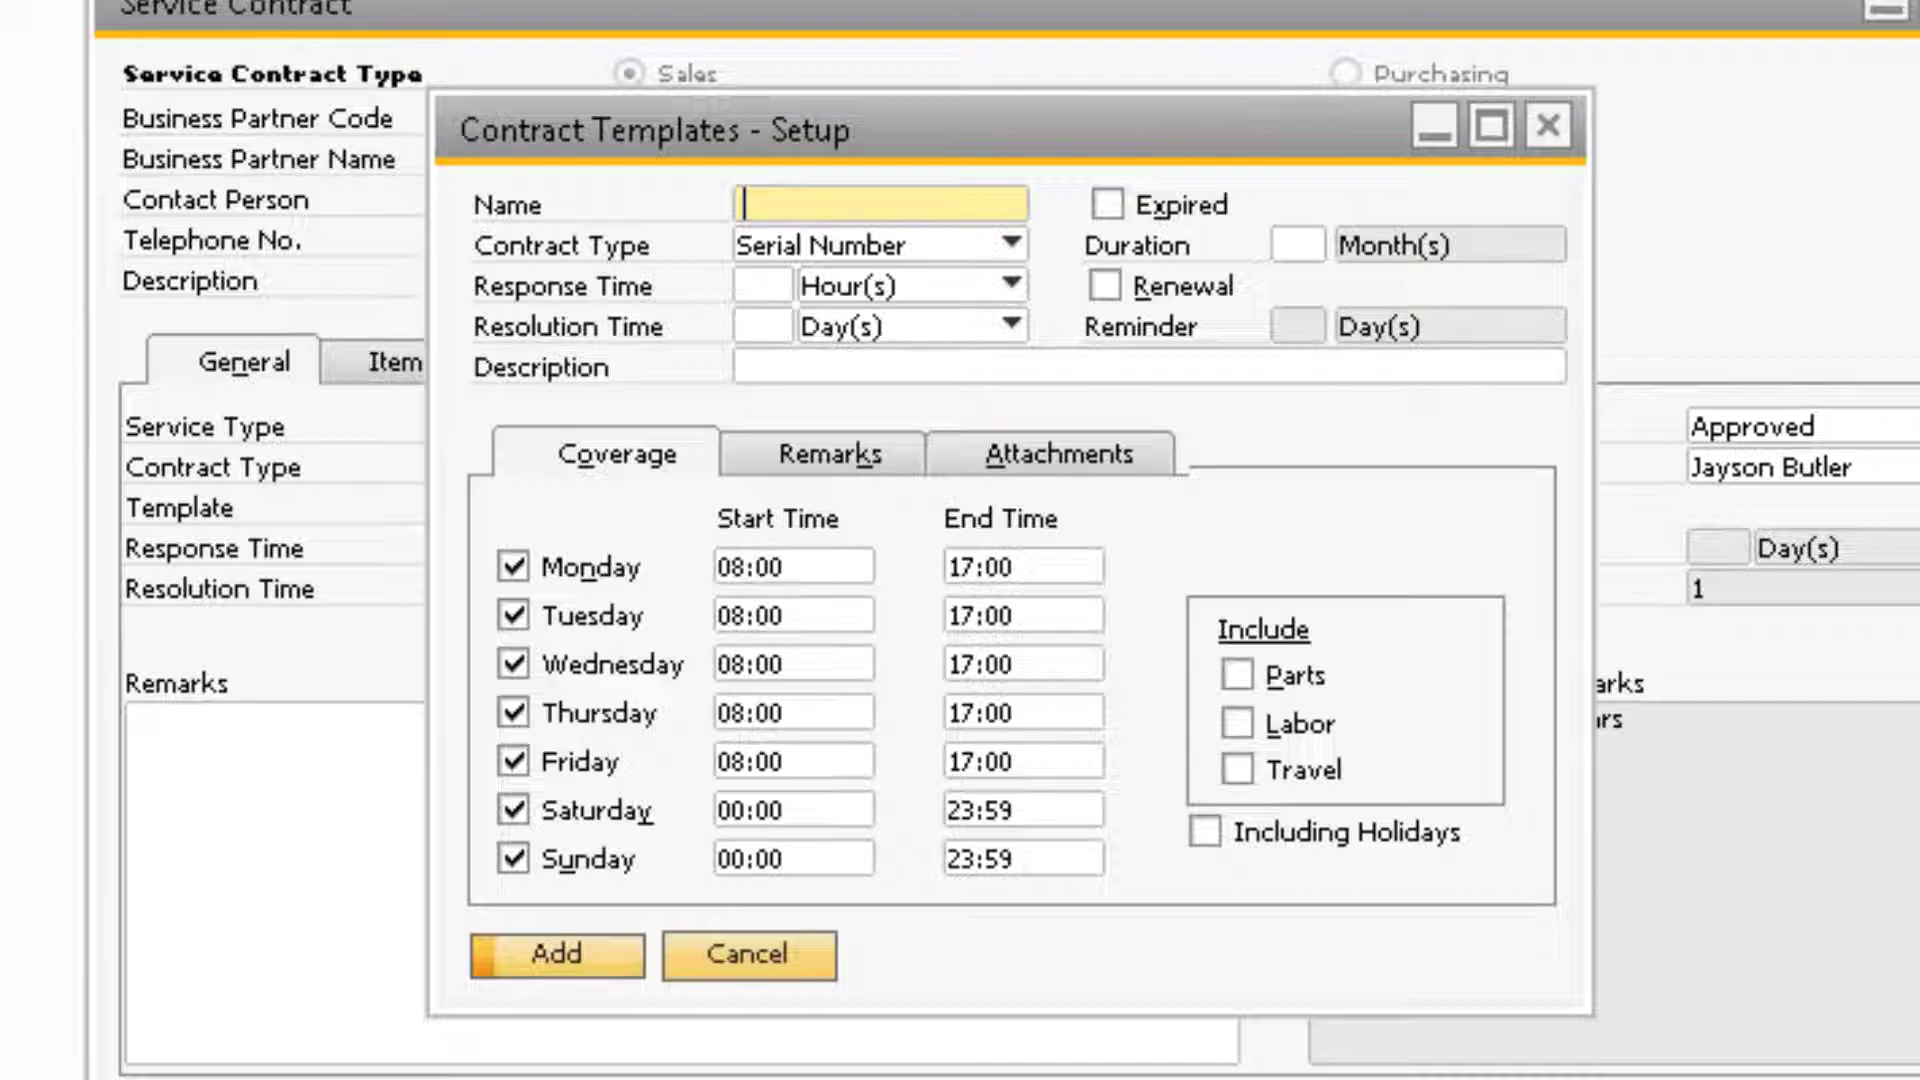 Service Contract
Service Contract Type Sales Purchasing
Business Partner Code
Business Partner Name
Contact Person
Telephone No.
Description
General Item
Service Type Approved
Contract Type Jayson Butler
Template
Response Time Day(s)
Resolution Time 1
Remarks arks
rs
Contract Templates - Setup
Name Expired
Contract Type Serial Number Duration Month(s)
Response Time Hour(s) Renewal
Resolution Time Day(s) Reminder Day(s)
Description
Coverage Remarks Attachments
Start Time End Time
Monday 08:00 17:00
Tuesday 08:00 17:00
Wednesday 08:00 17:00
Thursday 08:00 17:00
Friday 08:00 17:00
Saturday 00:00 23:59
Sunday 00:00 23:59
Include
Parts
Labor
Travel
Including Holidays
Add Cancel